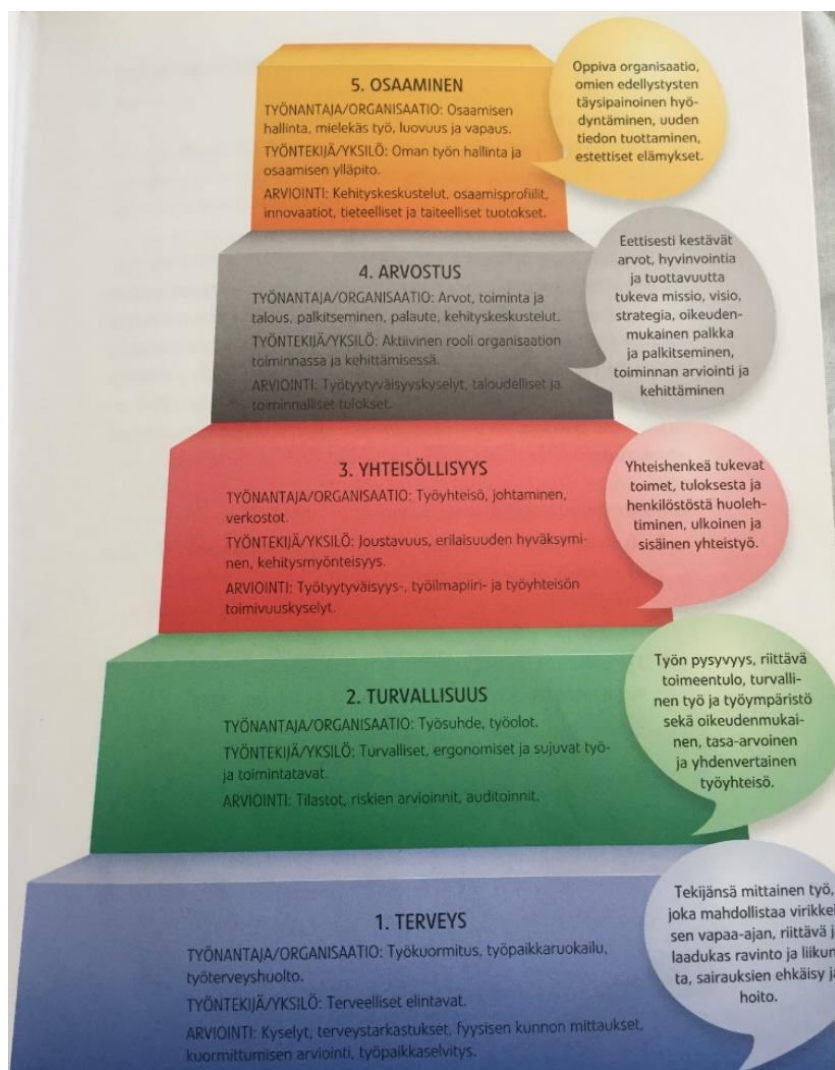 5. OSAAMINEN
TYÖNANTAJA/ORGANISAATIO: Osaamisen
hallinta, mielekäs työ, luovuus ja vapaus.
TYÖNTEKIJÄ/YKSILÖ: Oman työn hallinta ja
osaamisen ylläpito.
ARVIOINTI: Kehityskeskustelut, osaamisprofiilit,
innovaatiot, tieteelliset ja taiteelliset tuotokset.
Oppiva organisaatio,
omien edellytysten
täysipainoinen hyö-
dyntäminen, uuden
tiedon tuottaminen,
estettiset elämykset.
4. ARVOSTUS
TYÖNANTAJA/ORGANISAATIO: Arvot, toiminta ja
talous, palkitseminen, palaute, kehityskeskustelut.
TYÖNTEKIJÄ/YKSILÖ: Aktiivinen rooli organisaation
toiminnassa ja kehittämisessä.
ARVIOINTI: Työtyytyväisyyskyselyt, taloudelliset ja
toiminnalliset tulokset.
Eettisesti kestävät
arvot, hyvinvointia
ja tuottavuutta
tukeva missio, visio,
strategia, oikeuden-
mukainen palkka
ja palkitseminen,
toiminnan arviointi ja
kehittäminen
3. YHTEISÖLLISYYS
TYÖNANTAJA/ORGANISAATIO: Työyhteisö, johtaminen,
verkostot.
TYÖNTEKIJÄ/YKSILÖ: Joustavuus, erilaisuuden hyväksymi-
nen, kehitysmyönteisyys.
ARVIOINTI: Työtyytyväisyys-, työilmapiiri- ja työyhteisön
toimivuuskyselyt.
Yhteishenkeä tukevat
toimet, tuloksesta ja
henkilöstöstä huoleh-
timinen, ulkoinen ja
sisäinen yhteistyö.
2. TURVALLISUUS
TYÖNANTAJA/ORGANISAATIO: Työsuhde, työolot.
TYÖNTEKIJÄ/YKSILÖ: Turvalliset, ergonomiset ja sujuvat työ-
ja toimintatavat.
ARVIOINTI: Tilastot, riskien arvioinnit, auditoinnit.
Työn pysyvyys, riittävä
toimeentulo, turvalli-
nen työ ja työympäristö
sekä oikeudenmukai-
nen, tasa-arvoinen
ja yhdenvertainen
työyhteisö.
1. TERVEYS
TYÖNANTAJA/ORGANISAATIO: Työkuormitus, työpaikkaruokailu,
työterveyshuolto.
TYÖNTEKIJÄ/YKSILÖ: Terveelliset elintavat.
ARVIOINTI: Kyselyt, terveystarkastukset, fyysisen kunnon mittaukset,
kuormittumisen arviointi, työpaikkaselvitys.
Tekijänsä mittainen työ,
joka mahdollistaa virikkei
sen vapaa-ajan, riittävä j
laadukas ravinto ja liikun
ta, sairauksien ehkäisy ja
hoito.